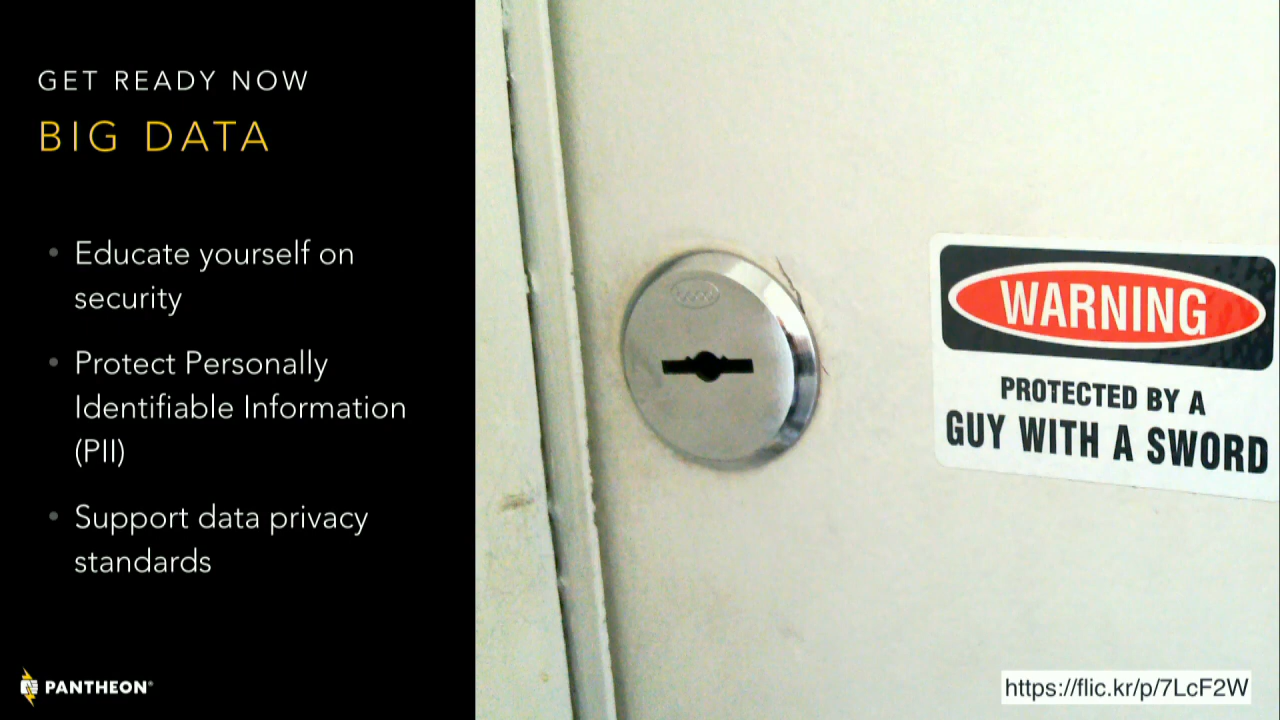 GET READY NOW
BIG DATA
• Educate yourself on
security
• Protect Personally
Identifiable Information
(PII)
• Support data privacy
standards
PANTHEON®
WARNING
PROTECTED BY A
GUY WITH A SWORD
https://flic.kr/p/7LcF2W